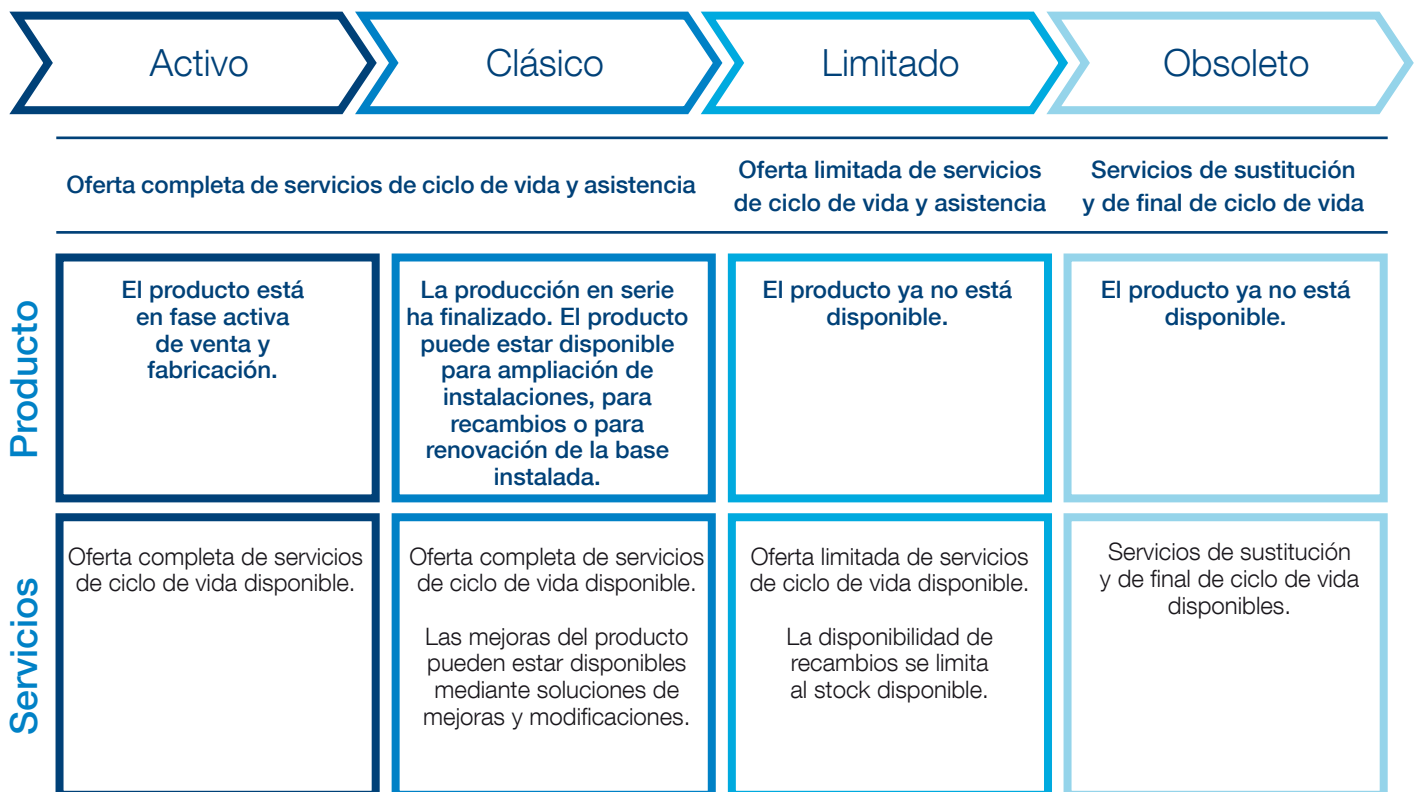 Activo
Clásico
Limitado
Obsoleto
Oferta completa de servicios de ciclo de vida y asistencia
Oferta limitada de servicios
de ciclo de vida y asistencia
Servicios de sustitución
y de final de ciclo de vida
Producto
El producto está
en fase activa
de venta y
fabricación.
La producción en serie
ha finalizado. El producto
puede estar disponible
para ampliación de
instalaciones, para
recambios o para
renovación de la base
instalada.
El producto ya no está
disponible.
El producto ya no está
disponible.
Servicios
Oferta completa de servicios
de ciclo de vida disponible.
Oferta completa de servicios
de ciclo de vida disponible.
Las mejoras del producto
pueden estar disponibles
mediante soluciones de
mejoras y modificaciones.
Oferta limitada de servicios
de ciclo de vida disponible.
La disponibilidad de
recambios se limita
al stock disponible.
Servicios de sustitución
y de final de ciclo de vida
disponibles.